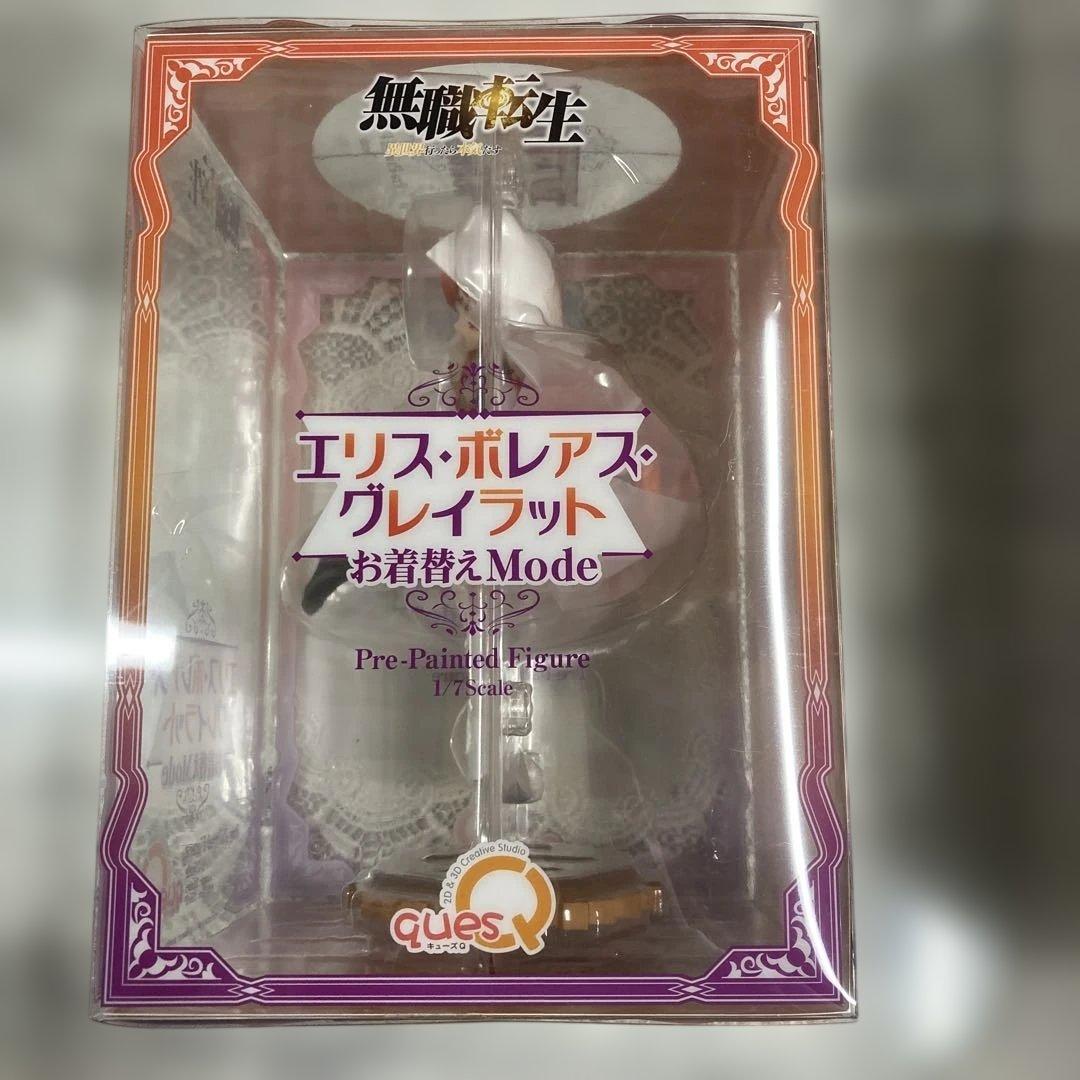 無職転生
異世界行ったら本気だす
エリス・ボレアス・
グレイラット
お着替えMode
Pre-Painted Figure
1/7Scale
2D & 3D Creative Studio
quesQ
キューズQ